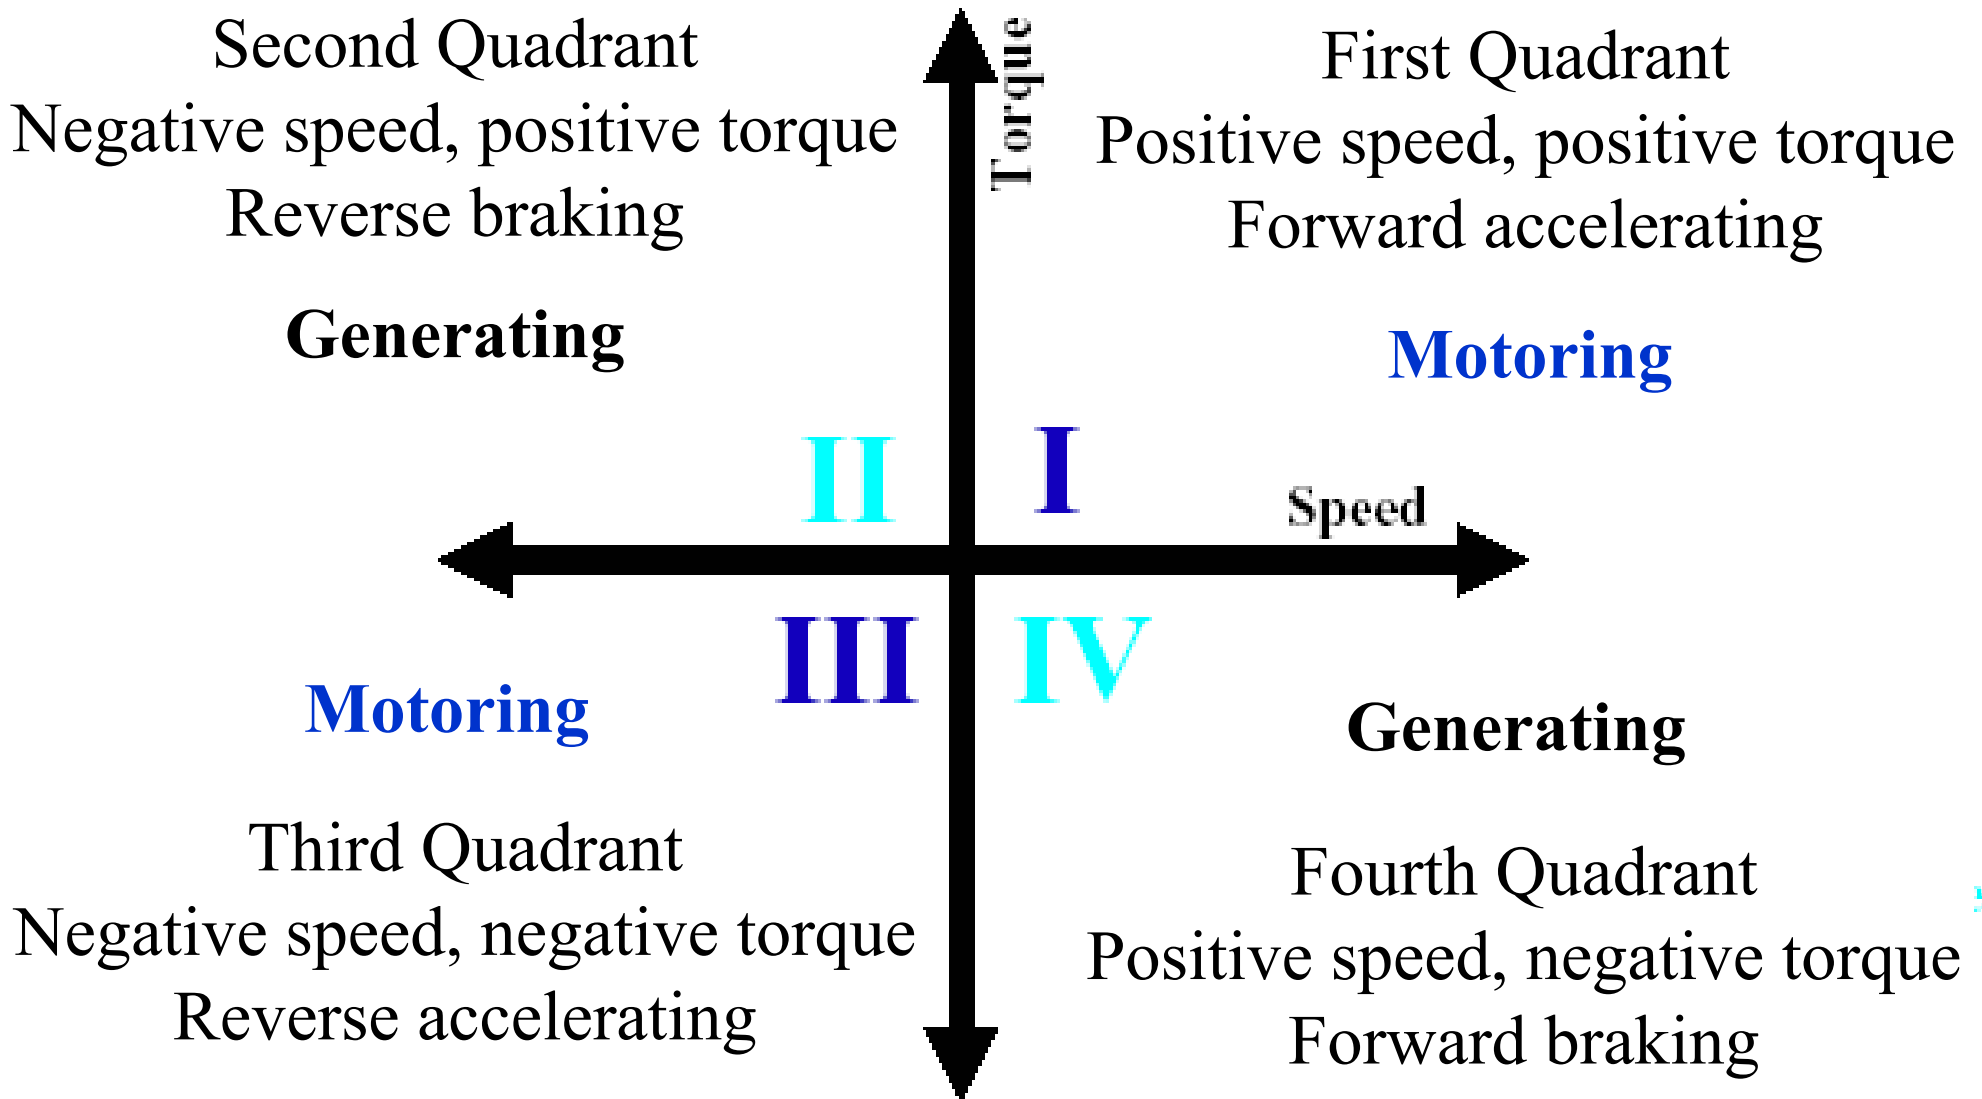 Second Quadrant
Negative speed, positive torque
Reverse braking
Generating
II
Torque
First Quadrant
Positive speed, positive torque
Forward accelerating
Motoring
I
Speed
III
Motoring
Third Quadrant
Negative speed, negative torque
Reverse accelerating
IV
Generating
Fourth Quadrant
Positive speed, negative torque
Forward braking